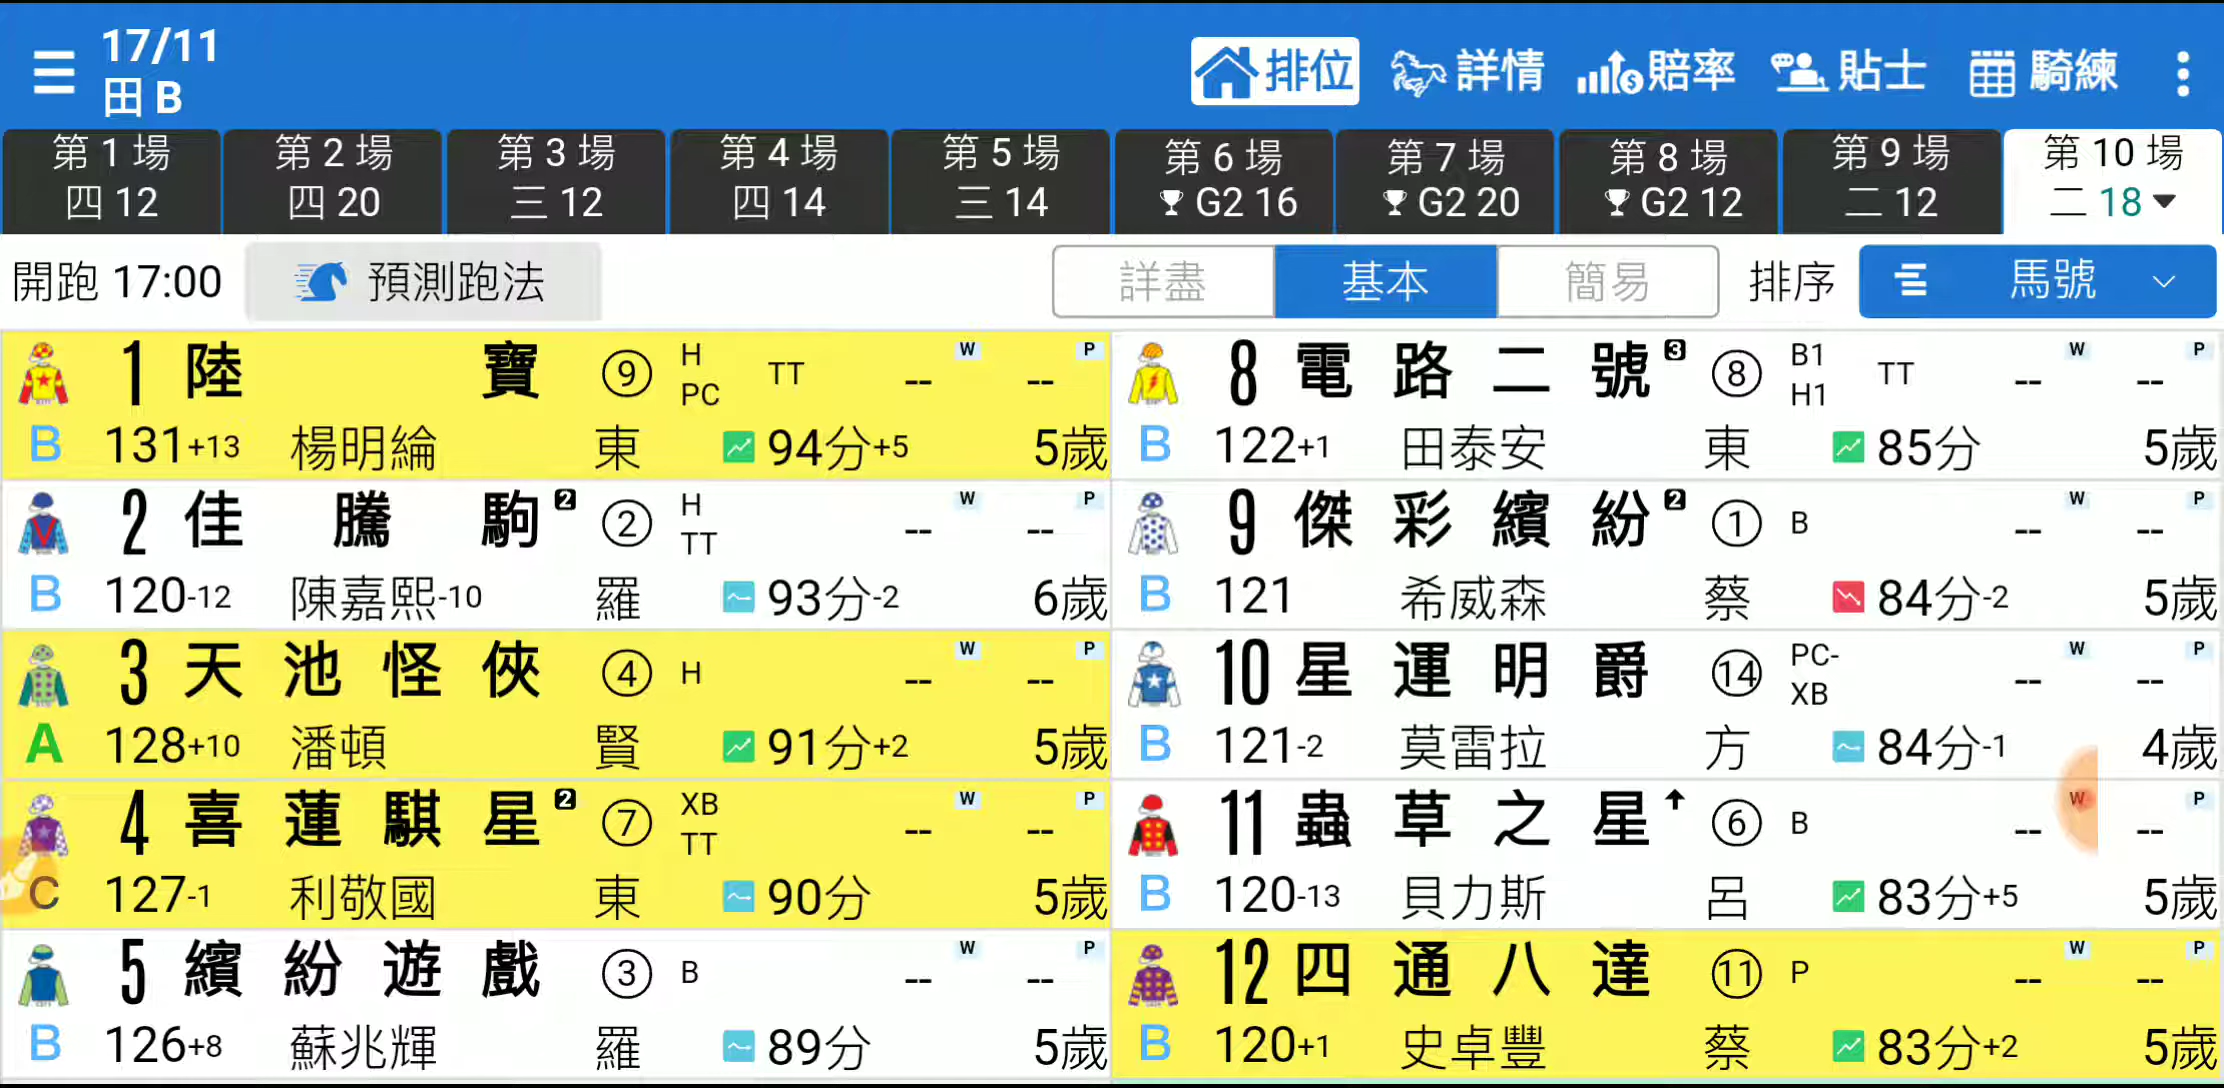 17/11
田 B
排位 詳情 賠率 貼士 騎練
第 1 場 第 2 場 第 3 場 第 4 場 第 5 場 第 6 場 第 7 場 第 8 場 第 9 場 第 10 場
四 12 四 20 三 12 四 14 三 14 G2 16 G2 20 G2 12 二 12 二 18
開跑 17:00 預測跑法 詳盡 基本 簡易 排序 馬號
1 陸寶 9 H PC TT -- W -- P
B 131+13 楊明綸 東 94分+5 5歲
2 佳騰駒 2 2 H TT -- W -- P
B 120-12 陳嘉熙-10 羅 93分-2 6歲
3 天池怪俠 4 H -- W -- P
A 128+10 潘頓 賢 91分+2 5歲
4 喜蓮騏星 2 7 XB TT -- W -- P
C 127-1 利敬國 東 90分 5歲
5 繽紛遊戲 3 B -- W -- P
B 126+8 蘇兆輝 羅 89分 5歲
8 電路二號 3 8 B1 H1 TT -- W -- P
B 122+1 田泰安 東 85分 5歲
9 傑彩繽紛 2 1 B -- W -- P
B 121 希威森 蔡 84分-2 5歲
10 星運明爵 14 PC- XB -- W -- P
B 121-2 莫雷拉 方 84分-1 4歲
11 蟲草之星 6 B -- W -- P
B 120-13 貝力斯 呂 83分+5 5歲
12 四通八達 11 P -- W -- P
B 120+1 史卓豐 蔡 83分+2 5歲